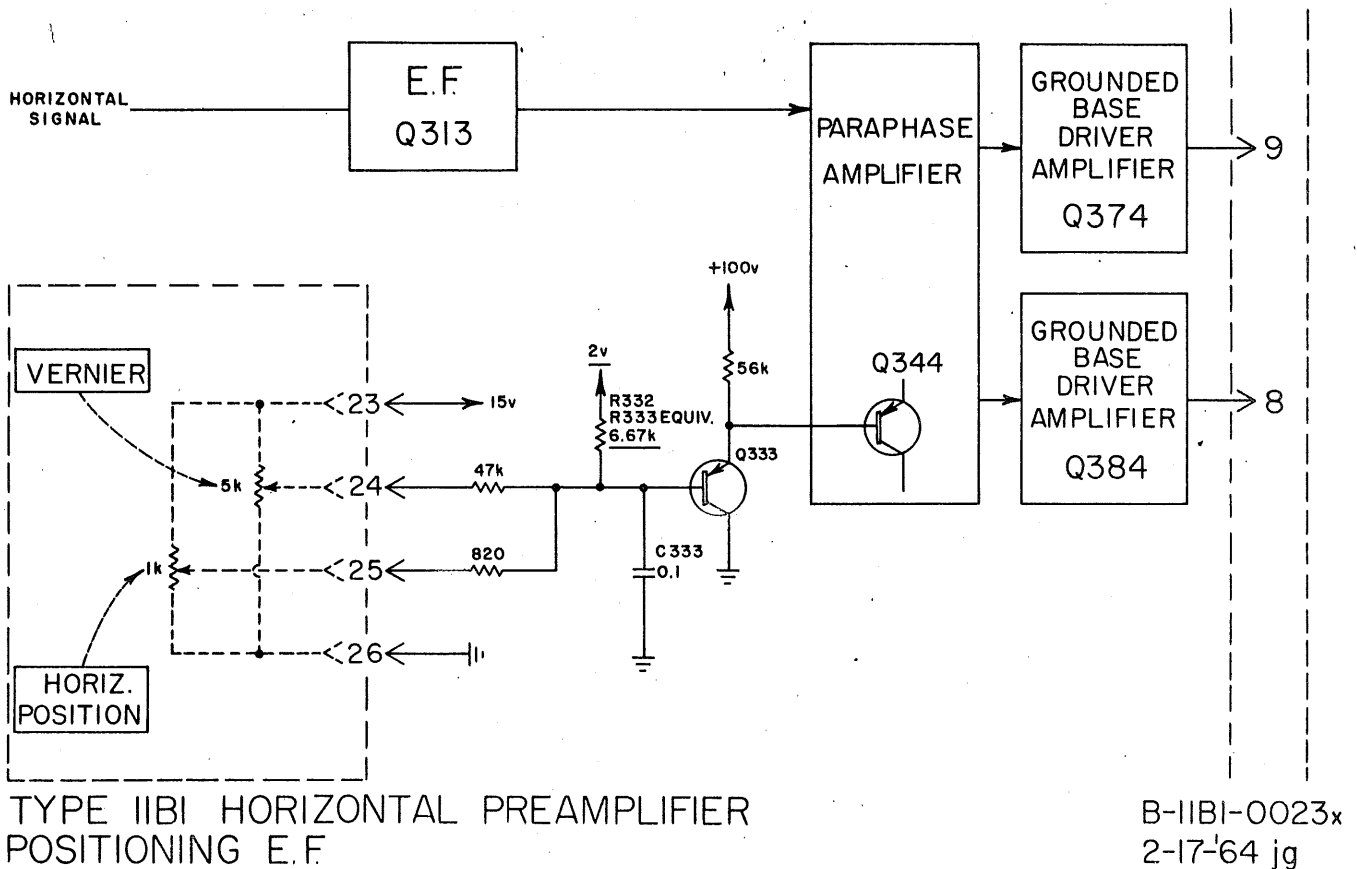 HORIZONTAL
SIGNAL
E.F.
Q313
PARAPHASE
AMPLIFIER
GROUNDED
BASE
DRIVER
AMPLIFIER
Q374
9
+100v
56k
Q344
GROUNDED
BASE
DRIVER
AMPLIFIER
Q384
8
VERNIER
23
15v
2v
R332
R333 EQUIV.
6.67k
Q333
5k
24
47k
1k
25
820
C333
0.1
26
HORIZ.
POSITION
TYPE 11B1 HORIZONTAL PREAMPLIFIER
POSITIONING E.F.
B-11B1-0023x
2-17-'64 jg